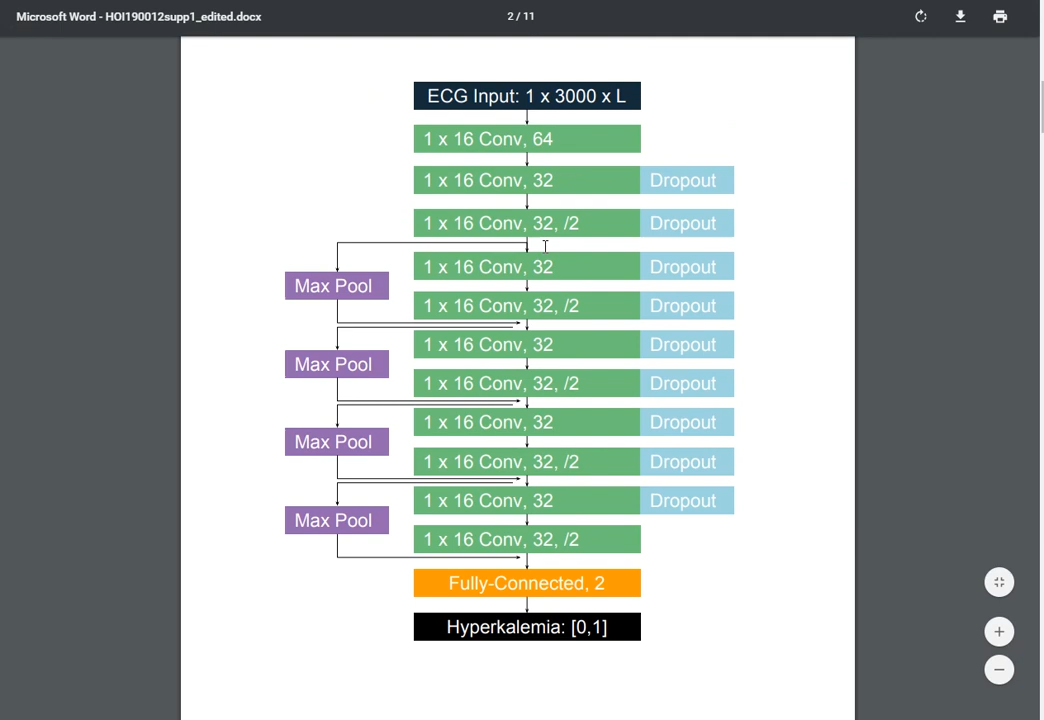 Microsoft Word - HOI190012supp1_edited.docx
2 / 11
ECG Input: 1 x 3000 x L
1 x 16 Conv, 64
1 x 16 Conv, 32 Dropout
1 x 16 Conv, 32, /2 Dropout
1 x 16 Conv, 32 Dropout
Max Pool
1 x 16 Conv, 32, /2 Dropout
1 x 16 Conv, 32 Dropout
Max Pool
1 x 16 Conv, 32, /2 Dropout
1 x 16 Conv, 32 Dropout
Max Pool
1 x 16 Conv, 32, /2 Dropout
1 x 16 Conv, 32 Dropout
Max Pool
1 x 16 Conv, 32, /2
Fully-Connected, 2
Hyperkalemia: [0,1]